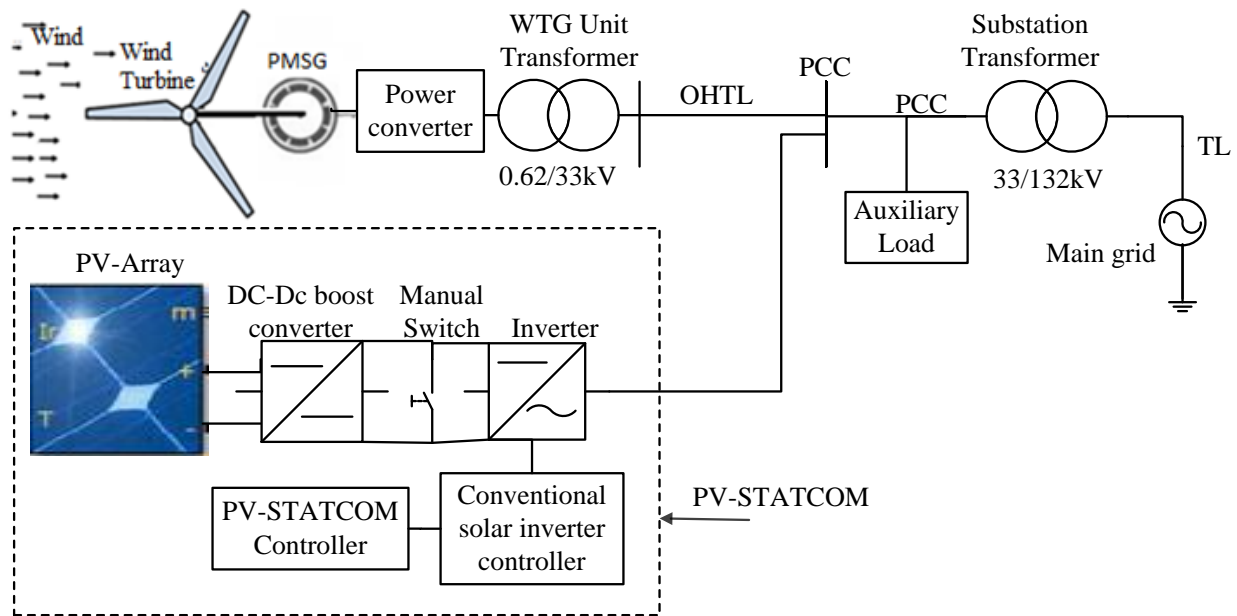 Wind
Wind
Turbine
PMSG
Power
converter
WTG Unit
Transformer
0.62/33kV
OHTL
PCC
PCC
Substation
Transformer
33/132kV
TL
Auxiliary
Load
Main grid
PV-Array
Ir
m =
+
T
-
DC-Dc boost
converter
Manual
Switch
Inverter
PV-STATCOM
Controller
Conventional
solar inverter
controller
PV-STATCOM